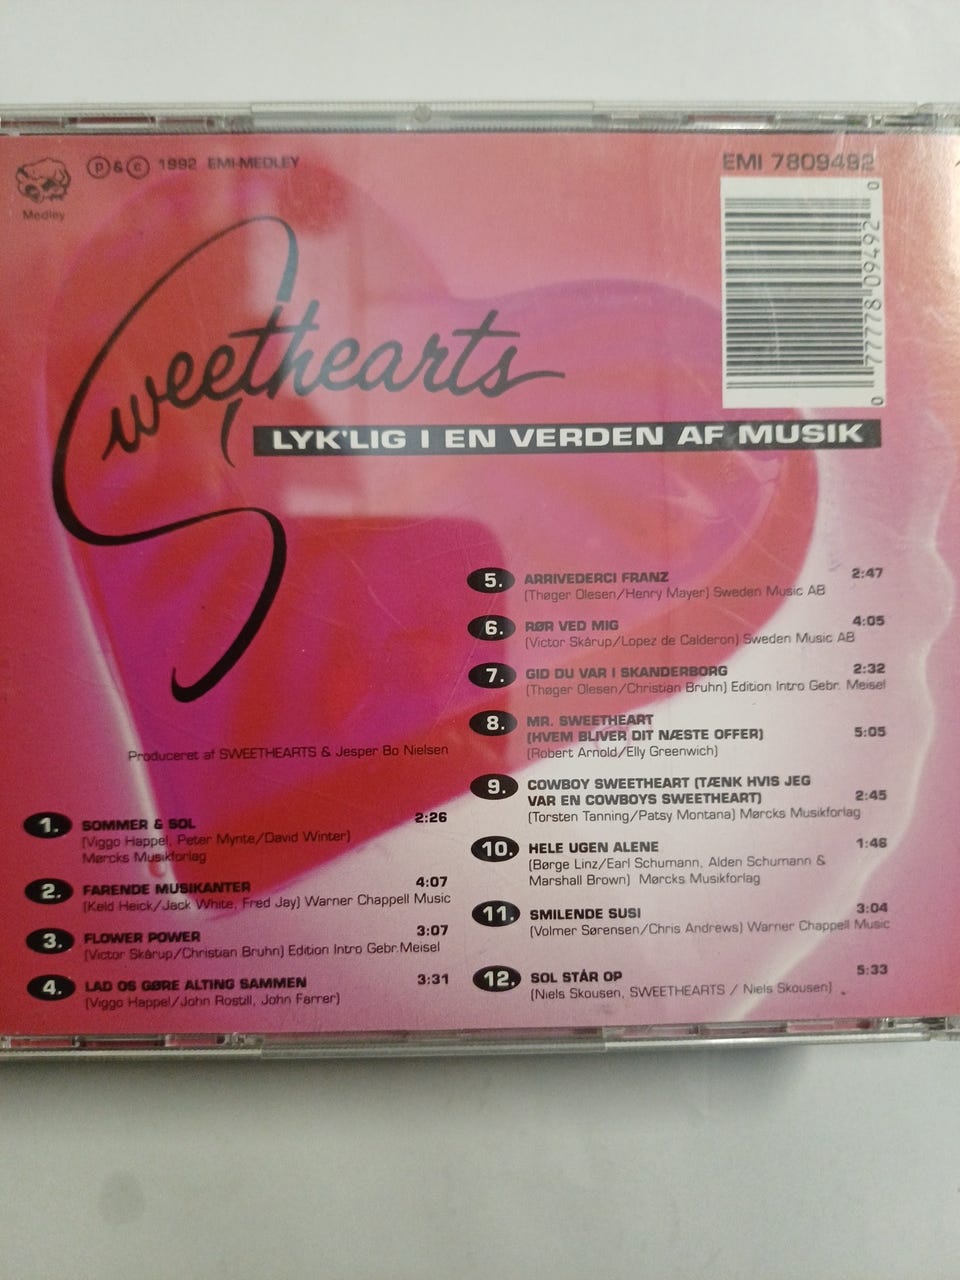 Medley
℗ & © 1992 EMI-MEDLEY
EMI 7809492
0 77778 09492 0
Sweethearts
LYK'LIG I EN VERDEN AF MUSIK
Produceret af SWEETHEARTS & Jesper Bo Nielsen
1. SOMMER & SOL 2:26
(Viggo Happel, Peter Mynte/David Winter)
Mørcks Musikforlag
2. FARENDE MUSIKANTER 4:07
(Keld Heick/Jack White, Fred Jay) Warner Chappell Music
3. FLOWER POWER 3:07
(Victor Skårup/Christian Bruhn) Edition Intro Gebr.Meisel
4. LAD OS GØRE ALTING SAMMEN 3:31
(Viggo Happel/John Rostill, John Farrer)
5. ARRIVEDERCI FRANZ 2:47
(Thøger Olesen/Henry Mayer) Sweden Music AB
6. RØR VED MIG 4:05
(Victor Skårup/Lopez de Calderon) Sweden Music AB
7. GID DU VAR I SKANDERBORG 2:32
(Thøger Olesen/Christian Bruhn) Edition Intro Gebr. Meisel
8. MR. SWEETHEART
(HVEM BLIVER DIT NÆSTE OFFER) 5:05
(Robert Arnold/Elly Greenwich)
9. COWBOY SWEETHEART (TÆNK HVIS JEG
VAR EN COWBOYS SWEETHEART) 2:45
(Torsten Tanning/Patsy Montana) Mørcks Musikforlag
10. HELE UGEN ALENE 1:46
(Børge Linz/Earl Schumann, Alden Schumann &
Marshall Brown) Mørcks Musikforlag
11. SMILENDE SUSI 3:04
(Volmer Sørensen/Chris Andrews) Warner Chappell Music
12. SOL STÅR OP 5:33
(Niels Skousen, SWEETHEARTS / Niels Skousen)